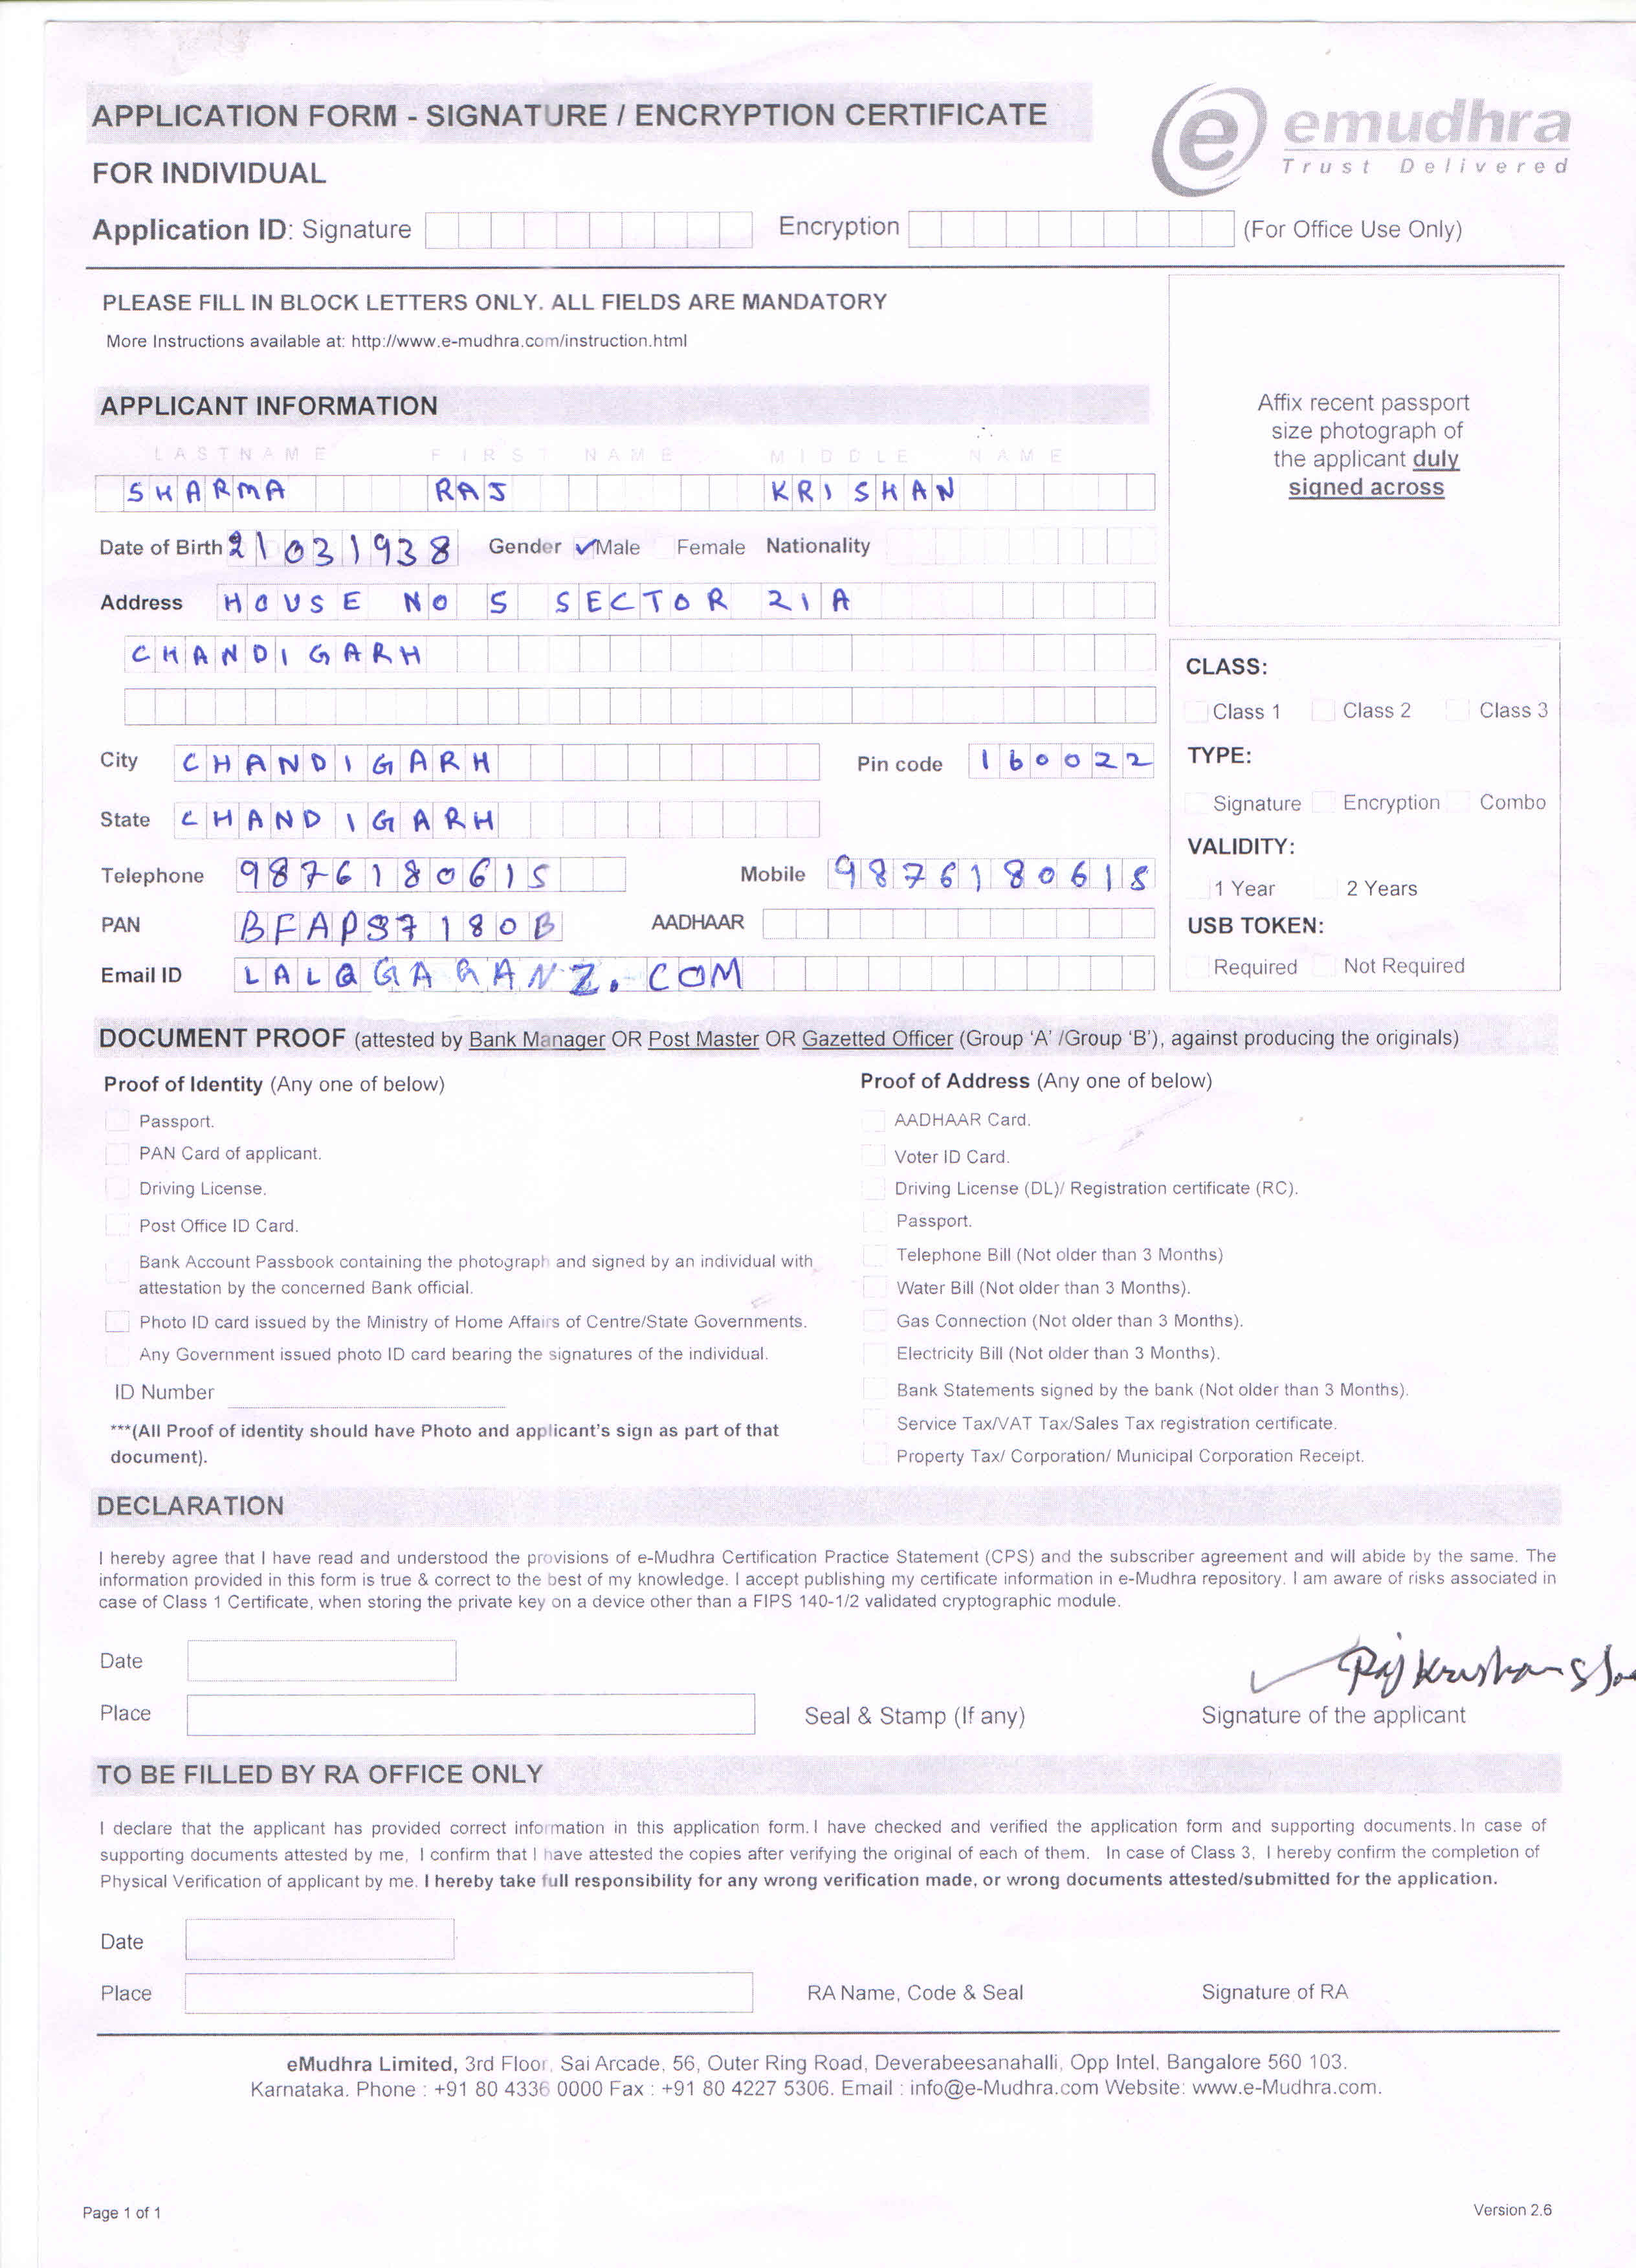 APPLICATION FORM - SIGNATURE / ENCRYPTION CERTIFICATE
emudhra
Trust Delivered
FOR INDIVIDUAL
Application ID: Signature Encryption (For Office Use Only)
PLEASE FILL IN BLOCK LETTERS ONLY. ALL FIELDS ARE MANDATORY
More Instructions available at: http://www.e-mudhra.com/instruction.html
Affix recent passport
size photograph of
the applicant duly
signed across
APPLICANT INFORMATION
LASTNAME FIRST NAME MIDDLE NAME
SHARMA RAJ KRISHAN
Date of Birth 21031938 Gender ✓Male Female Nationality
Address HOUSE NO 5 SECTOR 21A
CHANDIGARH
City CHANDIGARH Pin code 160022
State CHANDIGARH
Telephone 9876180615 Mobile 9876180615
PAN BFAPS7180B AADHAAR
Email ID
CLASS:
Class 1 Class 2 Class 3
TYPE:
Signature Encryption Combo
VALIDITY:
1 Year 2 Years
USB TOKEN:
Required Not Required
DOCUMENT PROOF (attested by Bank Manager OR Post Master OR Gazetted Officer (Group 'A' /Group 'B'), against producing the originals)
Proof of Identity (Any one of below)
Passport.
PAN Card of applicant.
Driving License.
Post Office ID Card.
Bank Account Passbook containing the photograph and signed by an individual with
attestation by the concerned Bank official.
Photo ID card issued by the Ministry of Home Affairs of Centre/State Governments.
Any Government issued photo ID card bearing the signatures of the individual.
ID Number
***(All Proof of identity should have Photo and applicant's sign as part of that
document).
Proof of Address (Any one of below)
AADHAAR Card.
Voter ID Card.
Driving License (DL)/ Registration certificate (RC).
Passport.
Telephone Bill (Not older than 3 Months)
Water Bill (Not older than 3 Months).
Gas Connection (Not older than 3 Months).
Electricity Bill (Not older than 3 Months).
Bank Statements signed by the bank (Not older than 3 Months).
Service Tax/VAT Tax/Sales Tax registration certificate.
Property Tax/ Corporation/ Municipal Corporation Receipt.
DECLARATION
I hereby agree that I have read and understood the provisions of e-Mudhra Certification Practice Statement (CPS) and the subscriber agreement and will abide by the same. The
information provided in this form is true & correct to the best of my knowledge. I accept publishing my certificate information in e-Mudhra repository. I am aware of risks associated in
case of Class 1 Certificate, when storing the private key on a device other than a FIPS 140-1/2 validated cryptographic module.
Date
Raj Krishan
Place Seal & Stamp (If any) Signature of the applicant
TO BE FILLED BY RA OFFICE ONLY
I declare that the applicant has provided correct information in this application form. I have checked and verified the application form and supporting documents. In case of
supporting documents attested by me, I confirm that I have attested the copies after verifying the original of each of them. In case of Class 3, I hereby confirm the completion of
Physical Verification of applicant by me. I hereby take full responsibility for any wrong verification made, or wrong documents attested/submitted for the application.
Date
Place RA Name, Code & Seal Signature of RA
eMudhra Limited, 3rd Floor, Sai Arcade, 56, Outer Ring Road, Deverabeesanahalli, Opp Intel, Bangalore 560 103.
Karnataka. Phone : +91 80 4336 0000 Fax : +91 80 4227 5306. Email : info@e-Mudhra.com Website: www.e-Mudhra.com.
Page 1 of 1 Version 2.6